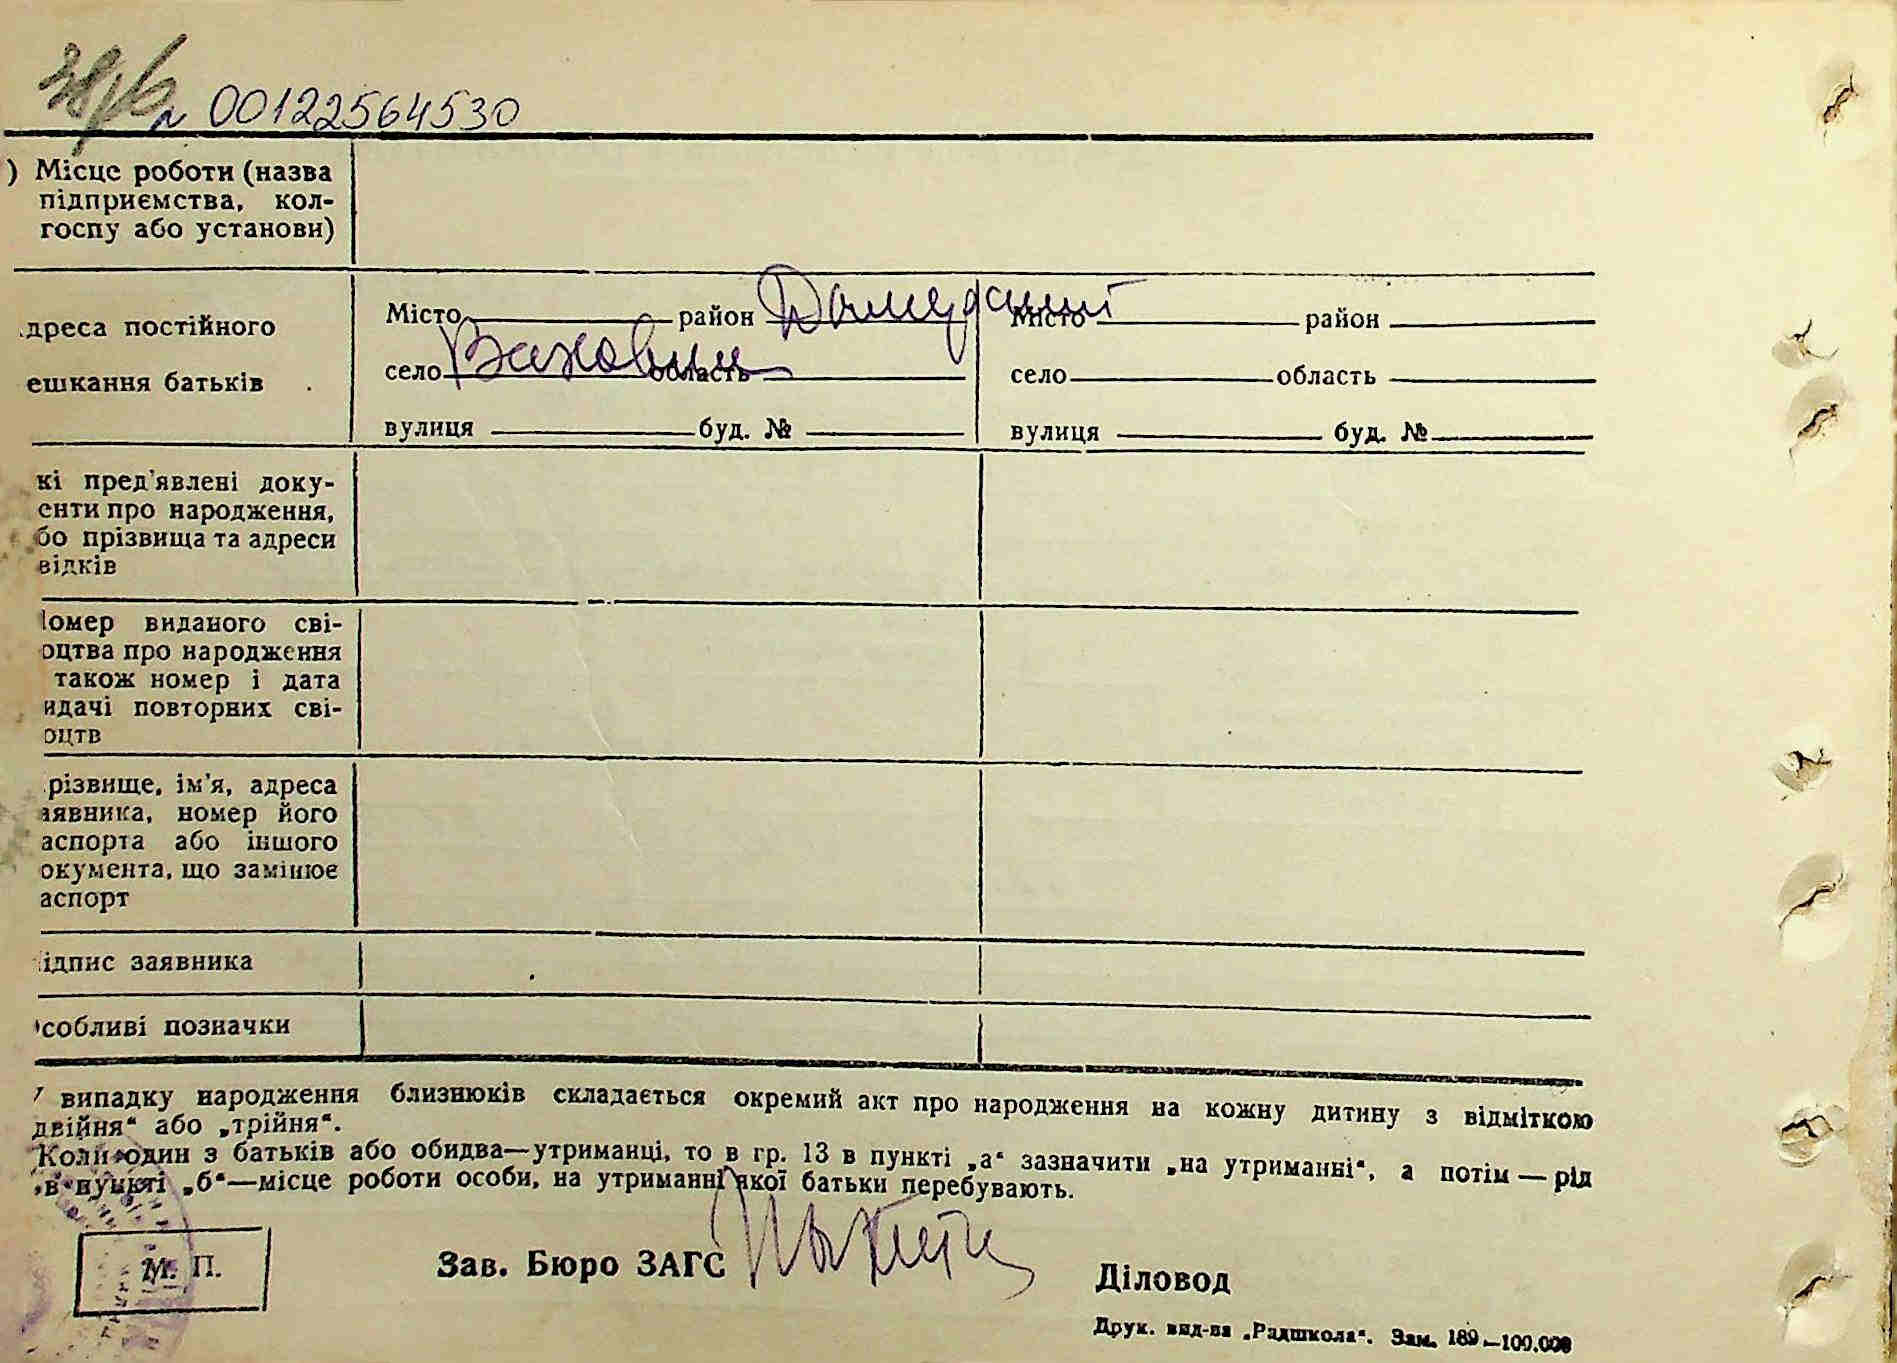 00122564530
) Місце роботи (назва
підприємства, кол-
госпу або установи)
дреса постійного
ешкання батьків
Місто район
село область
вулиця буд. №
Місто район
село область
вулиця буд. №
кі пред'явлені доку-
енти про народження,
бо прізвища та адреси
відків
омер виданого сві-
оцтва про народження
також номер і дата
идачі повторних сві-
оцтв
різвище, ім'я, адреса
аявника, номер його
аспорта або іншого
окумента, що замінює
аспорт
ідпис заявника
собливі позначки
випадку народження близнюків складається окремий акт про народження на кожну дитину з відміткою
двійня“ або „трійня“.
Коли один з батьків або обидва—утриманці, то в гр. 13 в пункті „а“ зазначити „на утриманні“, а потім — рід
в пункті „б“—місце роботи особи, на утриманні якої батьки перебувають.
М. П.
Зав. Бюро ЗАГС
Діловод
Друк. вид-ва „Радшкола“. Зам. 189—100.000